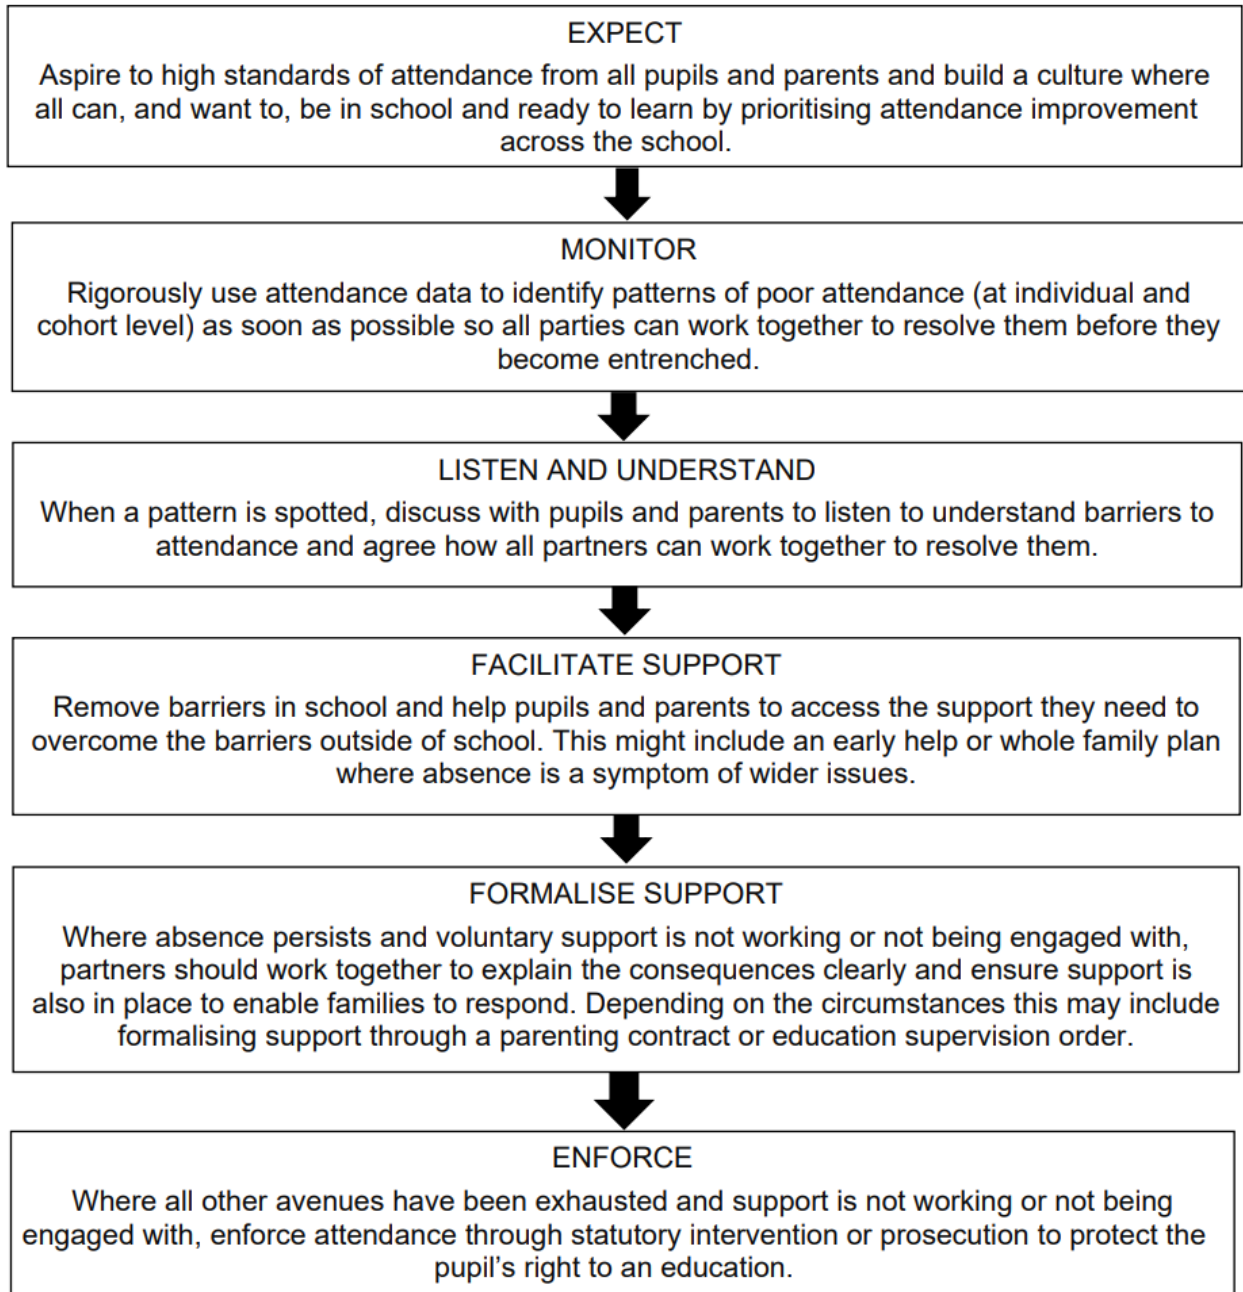 EXPECT
Aspire to high standards of attendance from all pupils and parents and build a culture where
all can, and want to, be in school and ready to learn by prioritising attendance improvement
across the school.
MONITOR
Rigorously use attendance data to identify patterns of poor attendance (at individual and
cohort level) as soon as possible so all parties can work together to resolve them before they
become entrenched.
LISTEN AND UNDERSTAND
When a pattern is spotted, discuss with pupils and parents to listen to understand barriers to
attendance and agree how all partners can work together to resolve them.
FACILITATE SUPPORT
Remove barriers in school and help pupils and parents to access the support they need to
overcome the barriers outside of school. This might include an early help or whole family plan
where absence is a symptom of wider issues.
FORMALISE SUPPORT
Where absence persists and voluntary support is not working or not being engaged with,
partners should work together to explain the consequences clearly and ensure support is
also in place to enable families to respond. Depending on the circumstances this may include
formalising support through a parenting contract or education supervision order.
ENFORCE
Where all other avenues have been exhausted and support is not working or not being
engaged with, enforce attendance through statutory intervention or prosecution to protect the
pupil's right to an education.